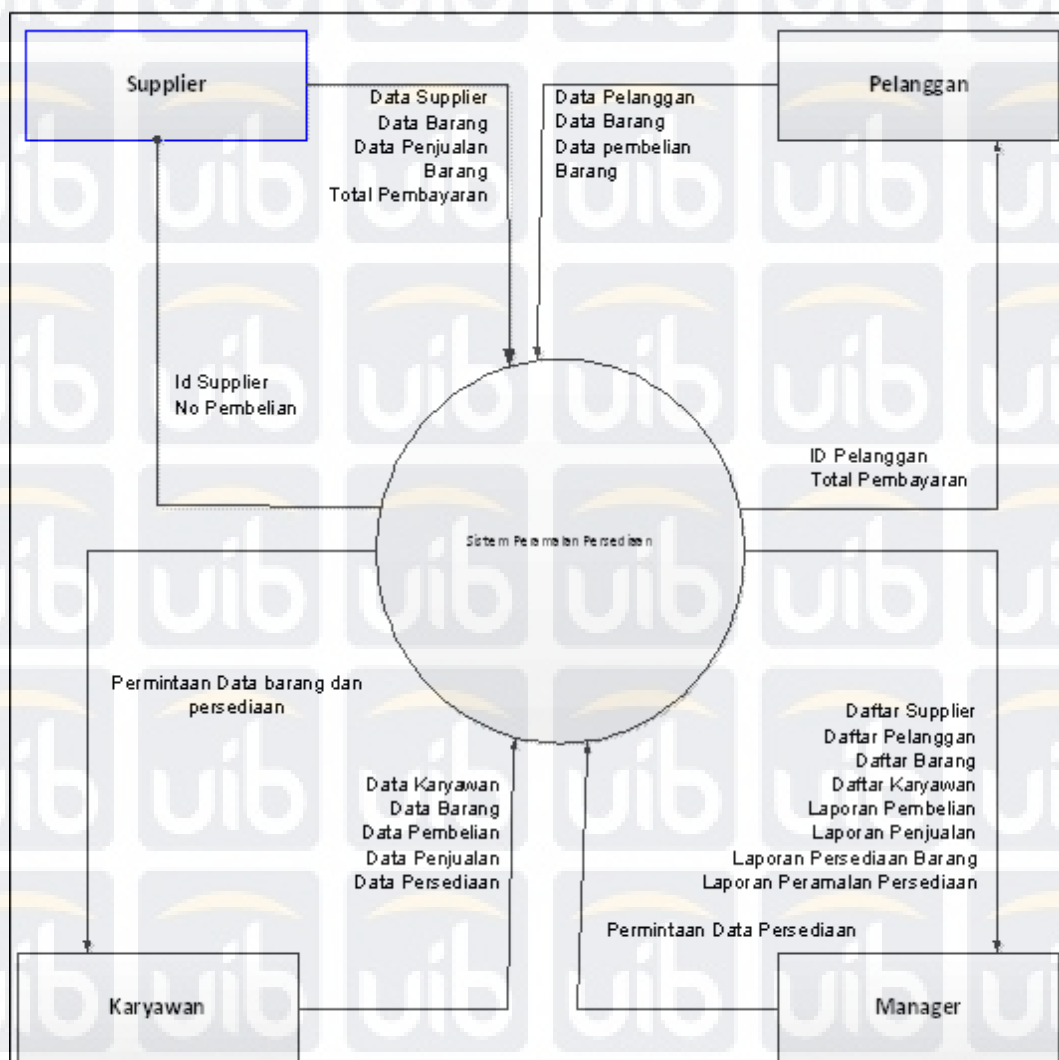 Supplier
Pelanggan
Data Supplier
Data Barang
Data Penjualan
Barang
Total Pembayaran
Data Pelanggan
Data Barang
Data pembelian
Barang
Id Supplier
No Pembelian
ID Pelanggan
Total Pembayaran
Sistem Peramalan Persediaan
Permintaan Data barang dan
persediaan
Data Karyawan
Data Barang
Data Pembelian
Data Penjualan
Data Persediaan
Daftar Supplier
Daftar Pelanggan
Daftar Barang
Daftar Karyawan
Laporan Pembelian
Laporan Penjualan
Laporan Persediaan Barang
Laporan Peramalan Persediaan
Permintaan Data Persediaan
Karyawan
Manager